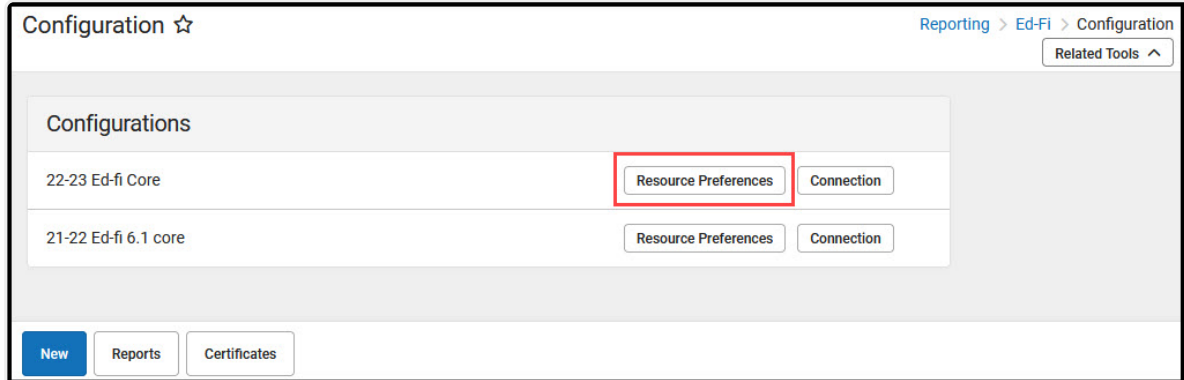 Configuration ☆ Reporting > Ed-Fi > Configuration
Related Tools
Configurations
22-23 Ed-fi Core Resource Preferences Connection
21-22 Ed-fi 6.1 core Resource Preferences Connection
New Reports Certificates